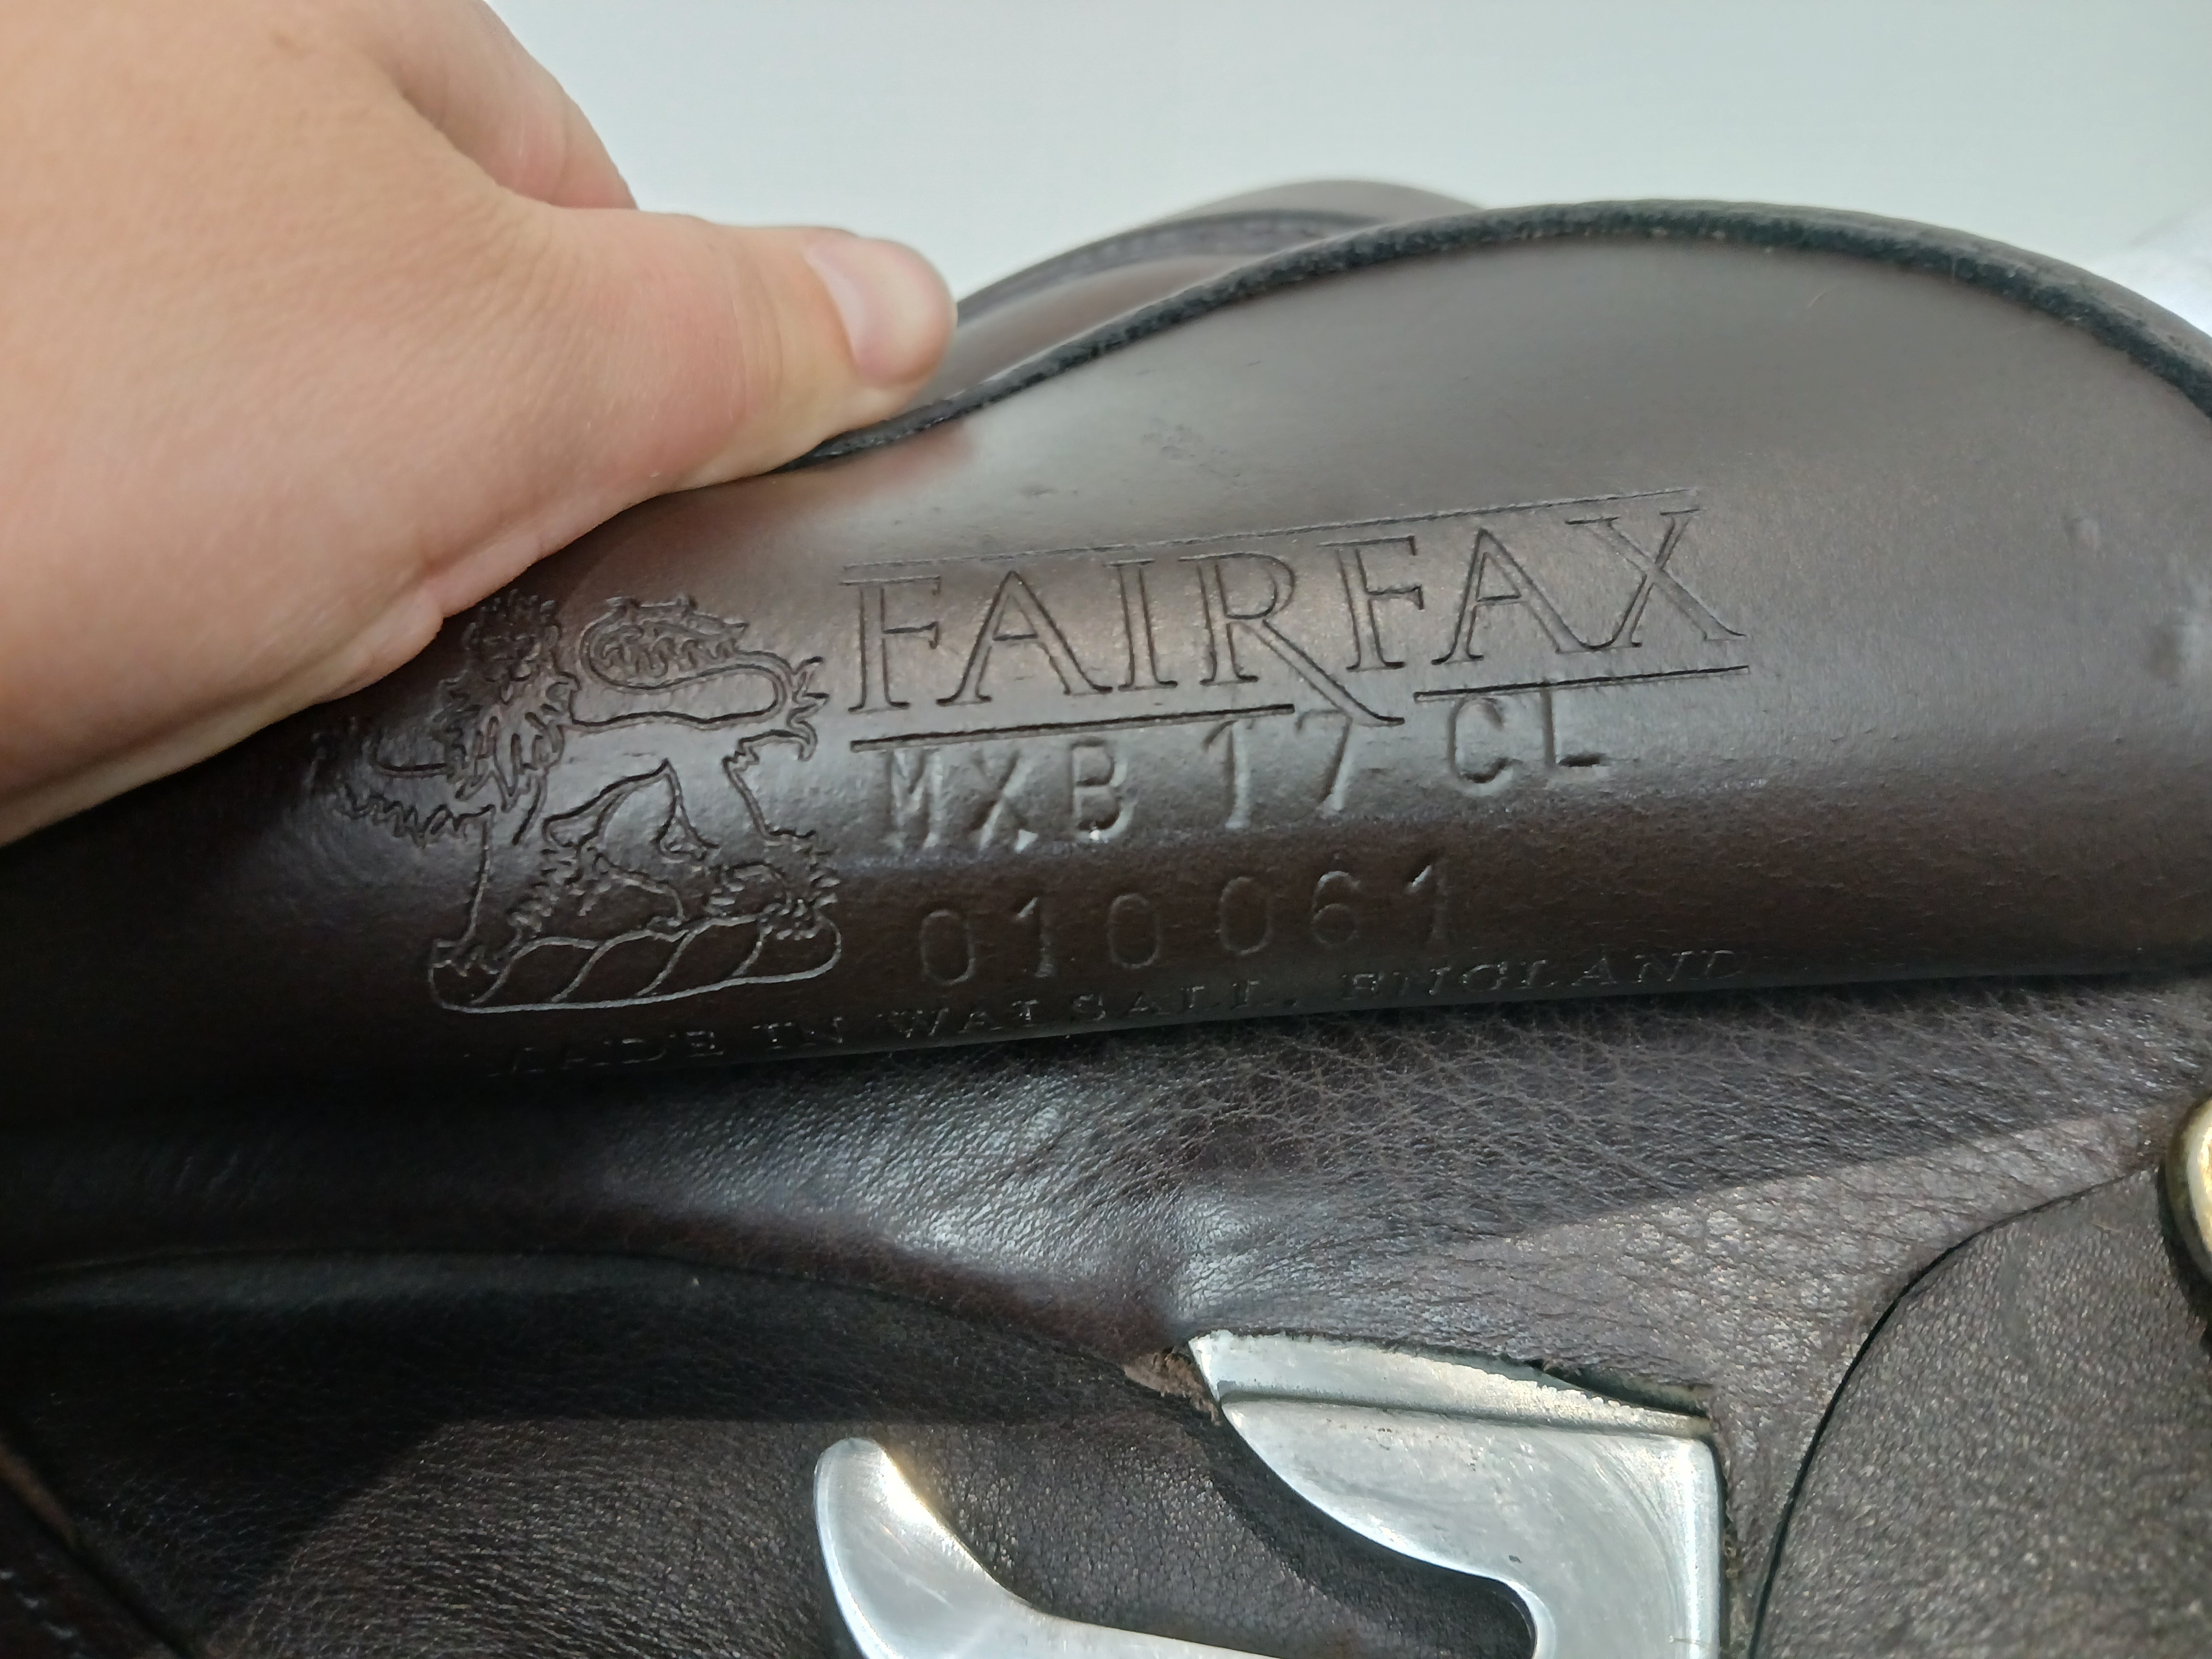 FAIRFAX
MXB 17 CL
010061
MADE IN WALSALL, ENGLAND